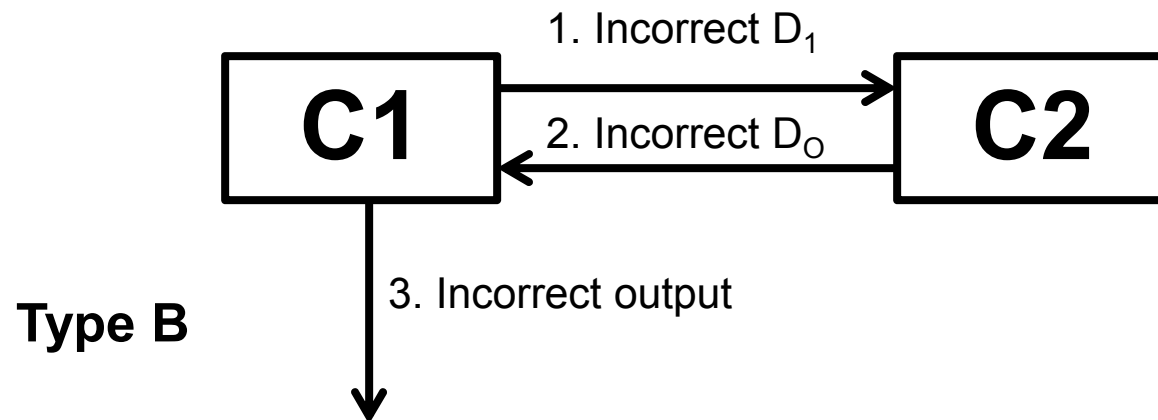 1. Incorrect D₁
C1
C2
2. Incorrect Dₒ
3. Incorrect output
Type B